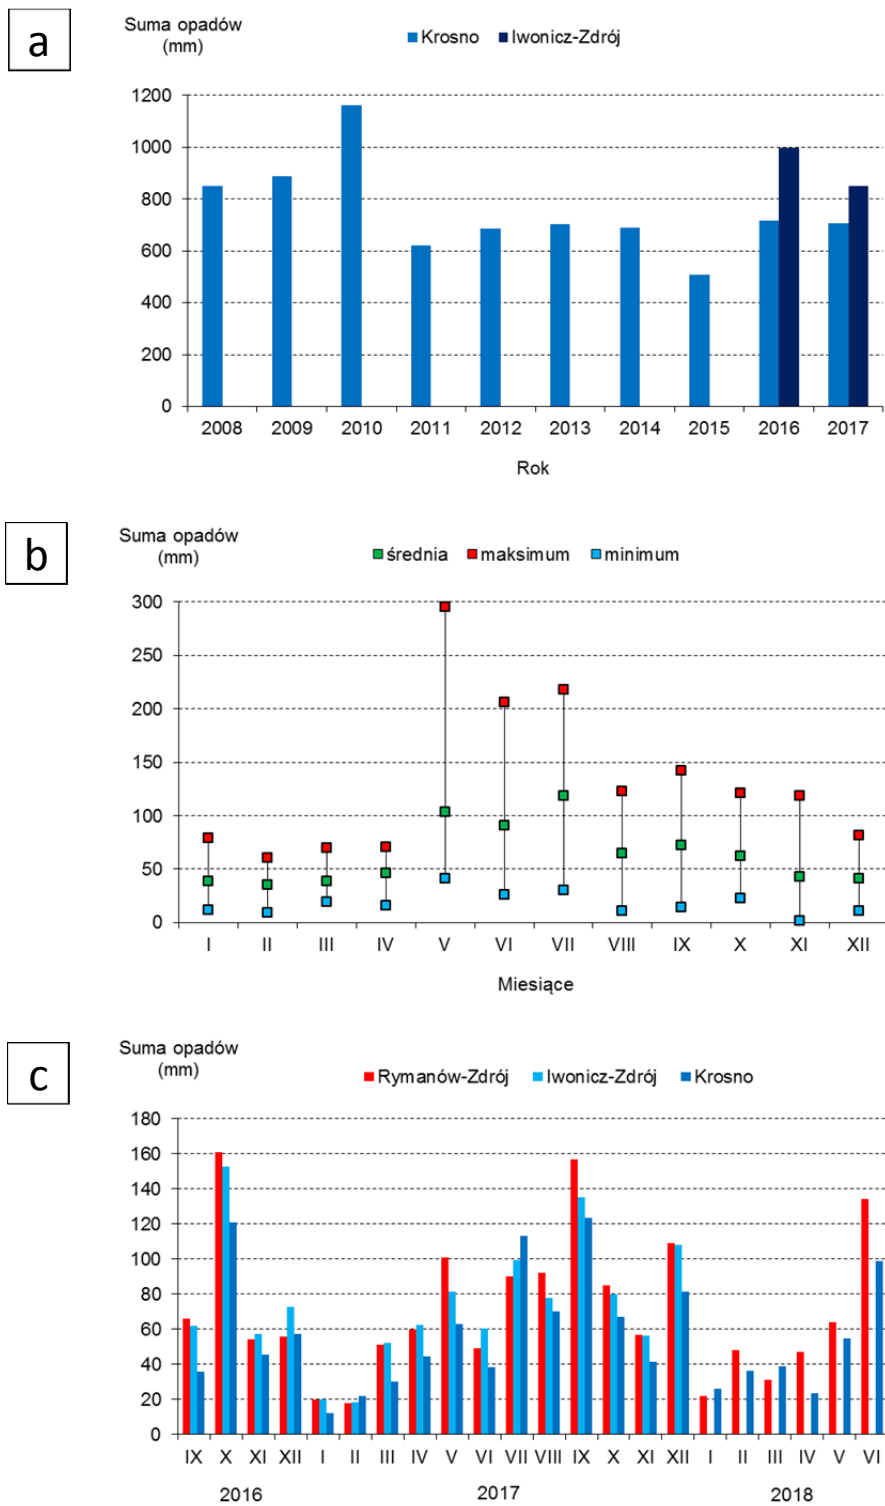 a
Suma opadów
(mm)
Krosno Iwonicz-Zdrój
1200
1000
800
600
400
200
0
2008 2009 2010 2011 2012 2013 2014 2015 2016 2017
Rok
b
Suma opadów
(mm)
średnia maksimum minimum
300
250
200
150
100
50
0
I II III IV V VI VII VIII IX X XI XII
Miesiące
c
Suma opadów
(mm)
Rymanów-Zdrój Iwonicz-Zdrój Krosno
180
160
140
120
100
80
60
40
20
0
IX X XI XII I II III IV V VI VII VIII IX X XI XII I II III IV V VI
2016 2017 2018